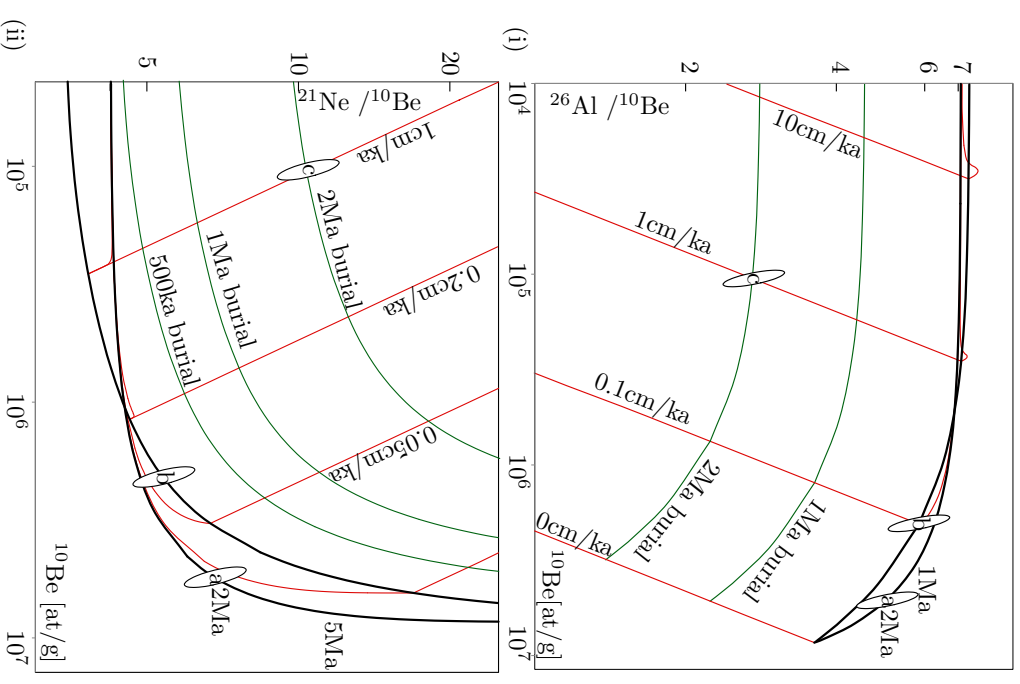 (i)
7
6
4
2
10⁴
10⁵
10⁶
10⁷
²⁶Al /¹⁰Be
10cm/ka
1cm/ka
0.1cm/ka
0cm/ka
c
b
a
2Ma burial
1Ma burial
1Ma
2Ma
¹⁰Be[at/g]
(ii)
20
10
5
10⁵
10⁶
10⁷
²¹Ne /¹⁰Be
1cm/ka
0.2cm/ka
0.05cm/ka
c
b
a
2Ma burial
1Ma burial
500ka burial
2Ma
5Ma
¹⁰Be [at/g]